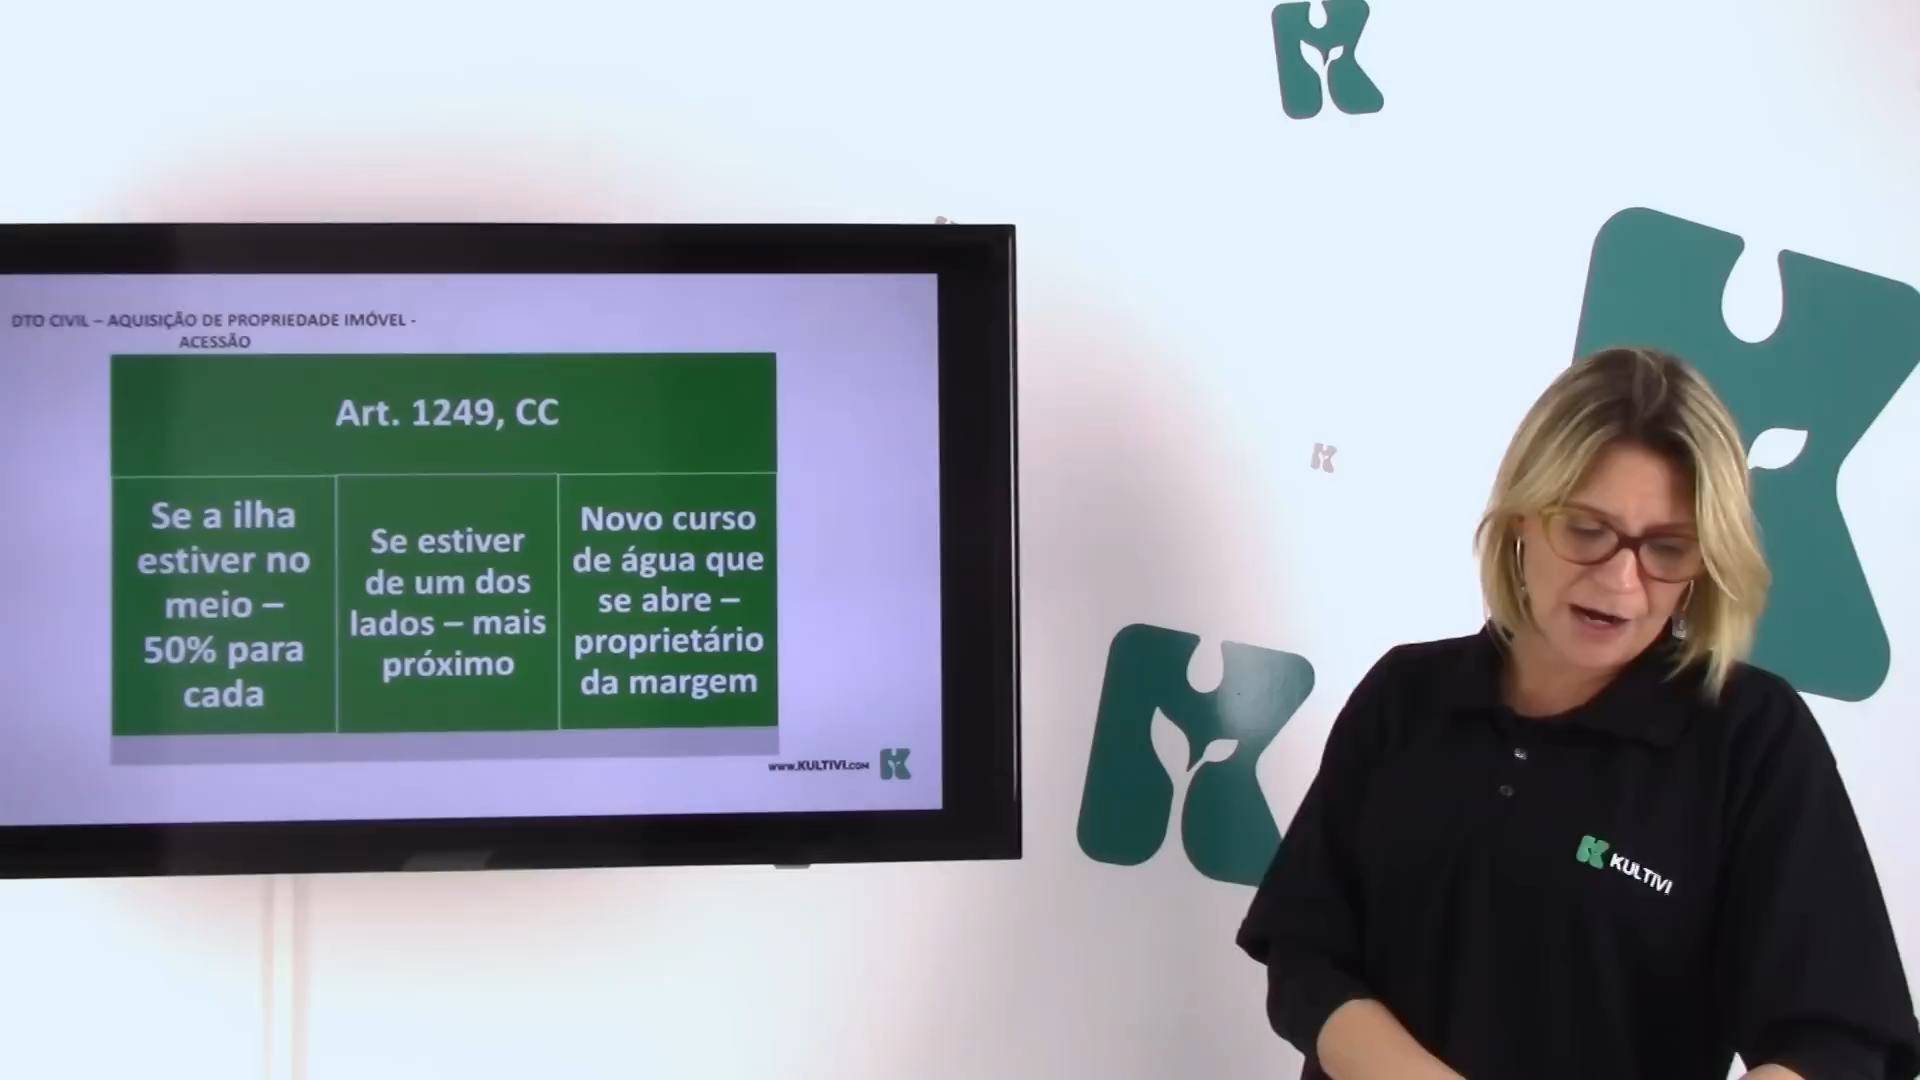 DTO CIVIL – AQUISIÇÃO DE PROPRIEDADE IMÓVEL -
ACESSÃO
Art. 1249, CC
Se a ilha
estiver no
meio –
50% para
cada
Se estiver
de um dos
lados – mais
próximo
Novo curso
de água que
se abre –
proprietário
da margem
www.KULTIVI.COM
KULTIVI